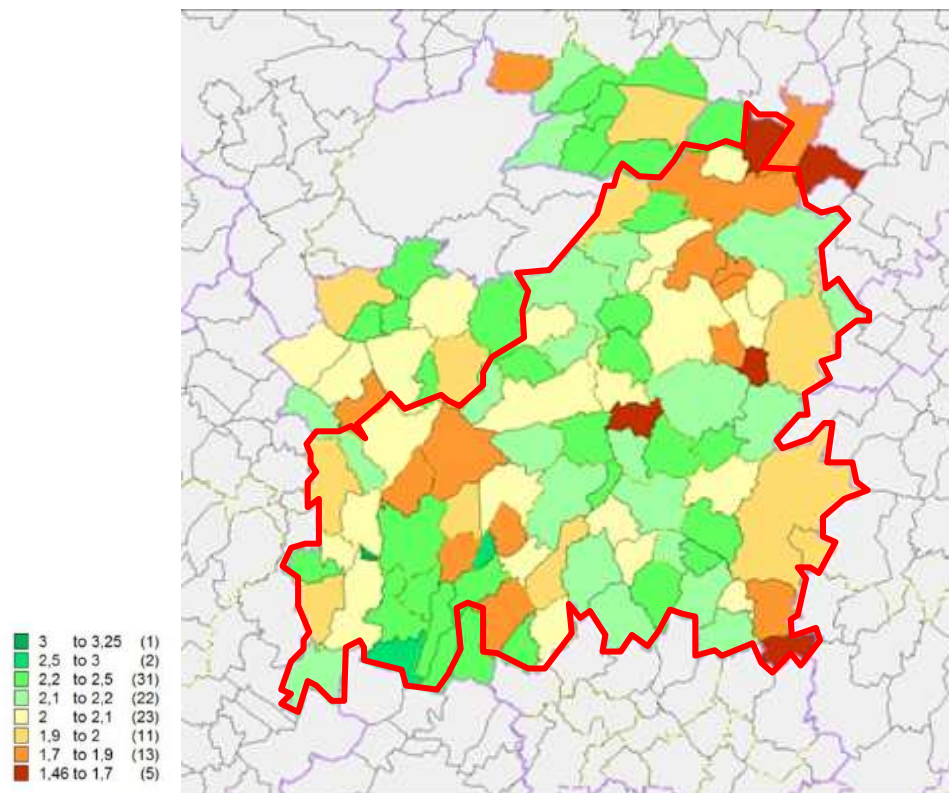 3 to 3,25 (1)
2,5 to 3 (2)
2,2 to 2,5 (31)
2,1 to 2,2 (22)
2 to 2,1 (23)
1,9 to 2 (11)
1,7 to 1,9 (13)
1,46 to 1,7 (5)